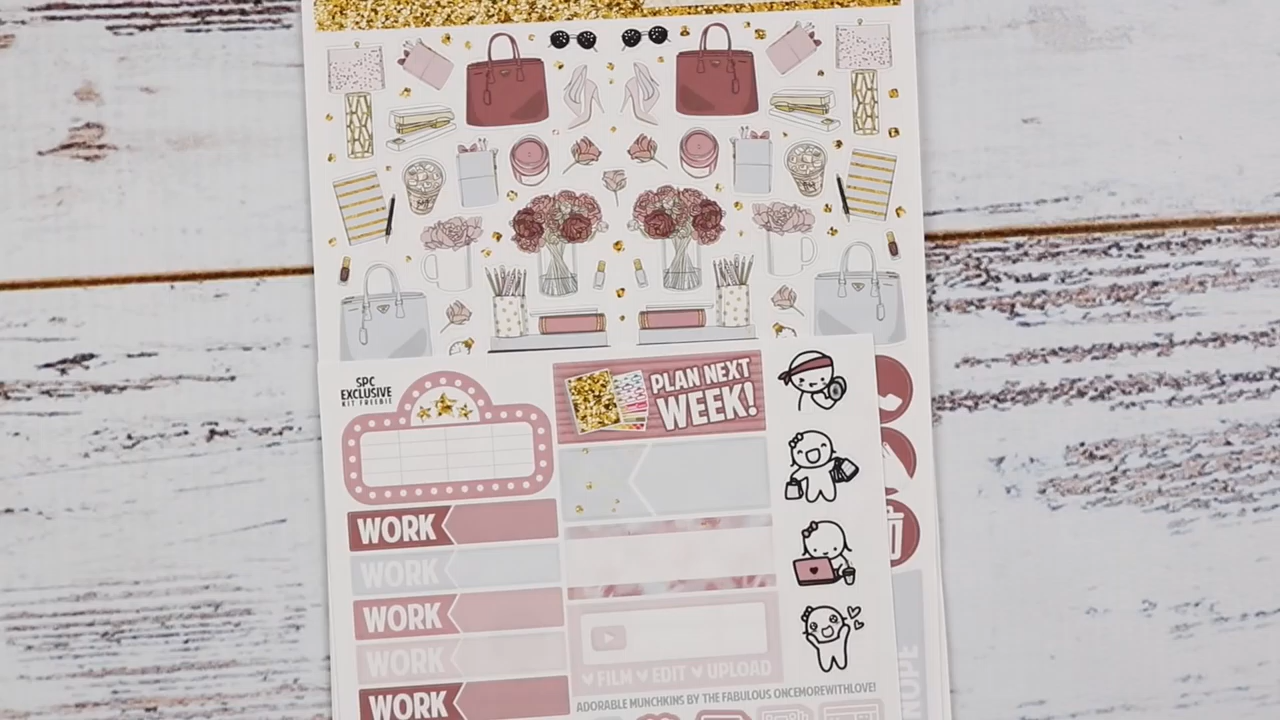 SPC
EXCLUSIVE
KIT FREEBIE
PLAN NEXT
WEEK!
WORK
WORK
WORK
WORK
WORK
♥ FILM ♥ EDIT ♥ UPLOAD
ADORABLE MUNCHKINS BY THE FABULOUS ONCEMOREWITHLOVE!
NOPE